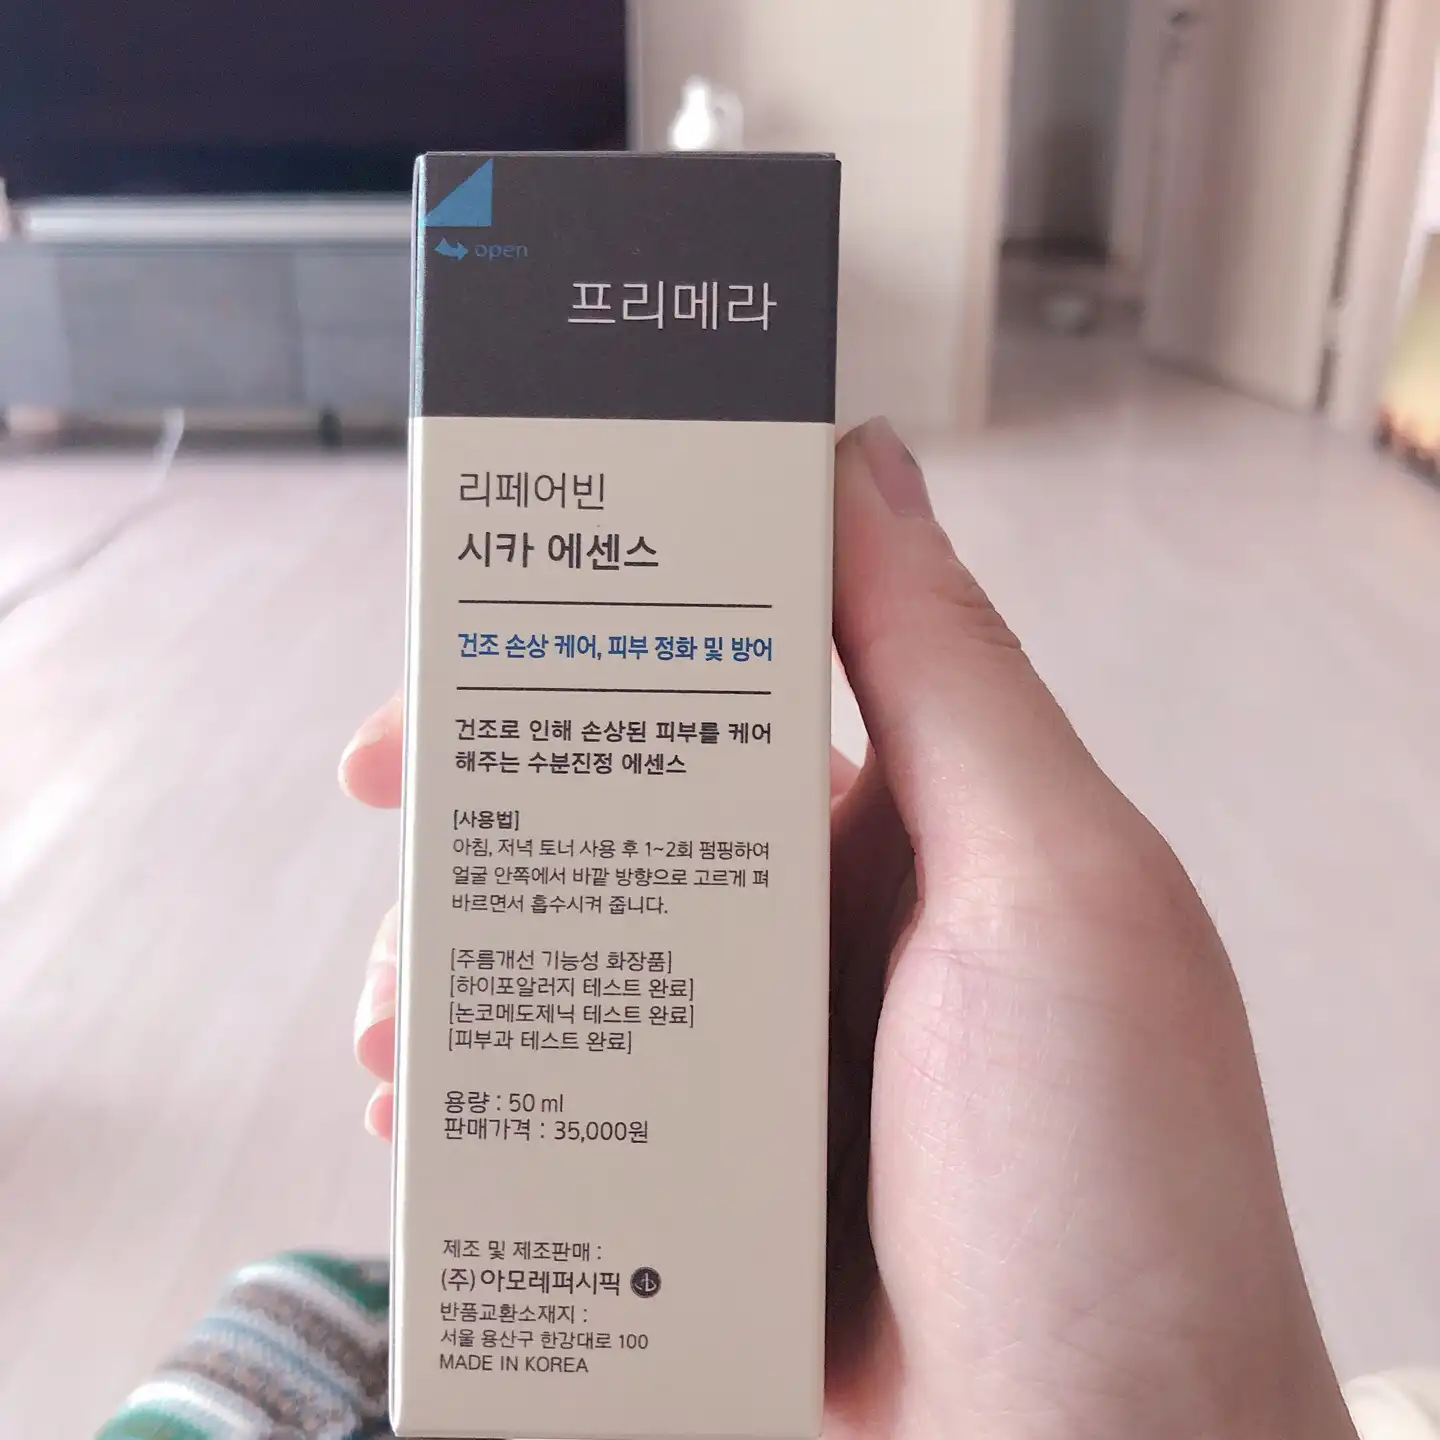 open
프리메라
리페어빈
시카 에센스
건조 손상 케어, 피부 정화 및 방어
건조로 인해 손상된 피부를 케어
해주는 수분진정 에센스
[사용법]
아침, 저녁 토너 사용 후 1~2회 펌핑하여
얼굴 안쪽에서 바깥 방향으로 고르게 펴
바르면서 흡수시켜 줍니다.
[주름개선 기능성 화장품]
[하이포알러지 테스트 완료]
[논코메도제닉 테스트 완료]
[피부과 테스트 완료]
용량 : 50 ml
판매가격 : 35,000원
제조 및 제조판매 :
(주)아모레퍼시픽
반품교환소재지 :
서울 용산구 한강대로 100
MADE IN KOREA